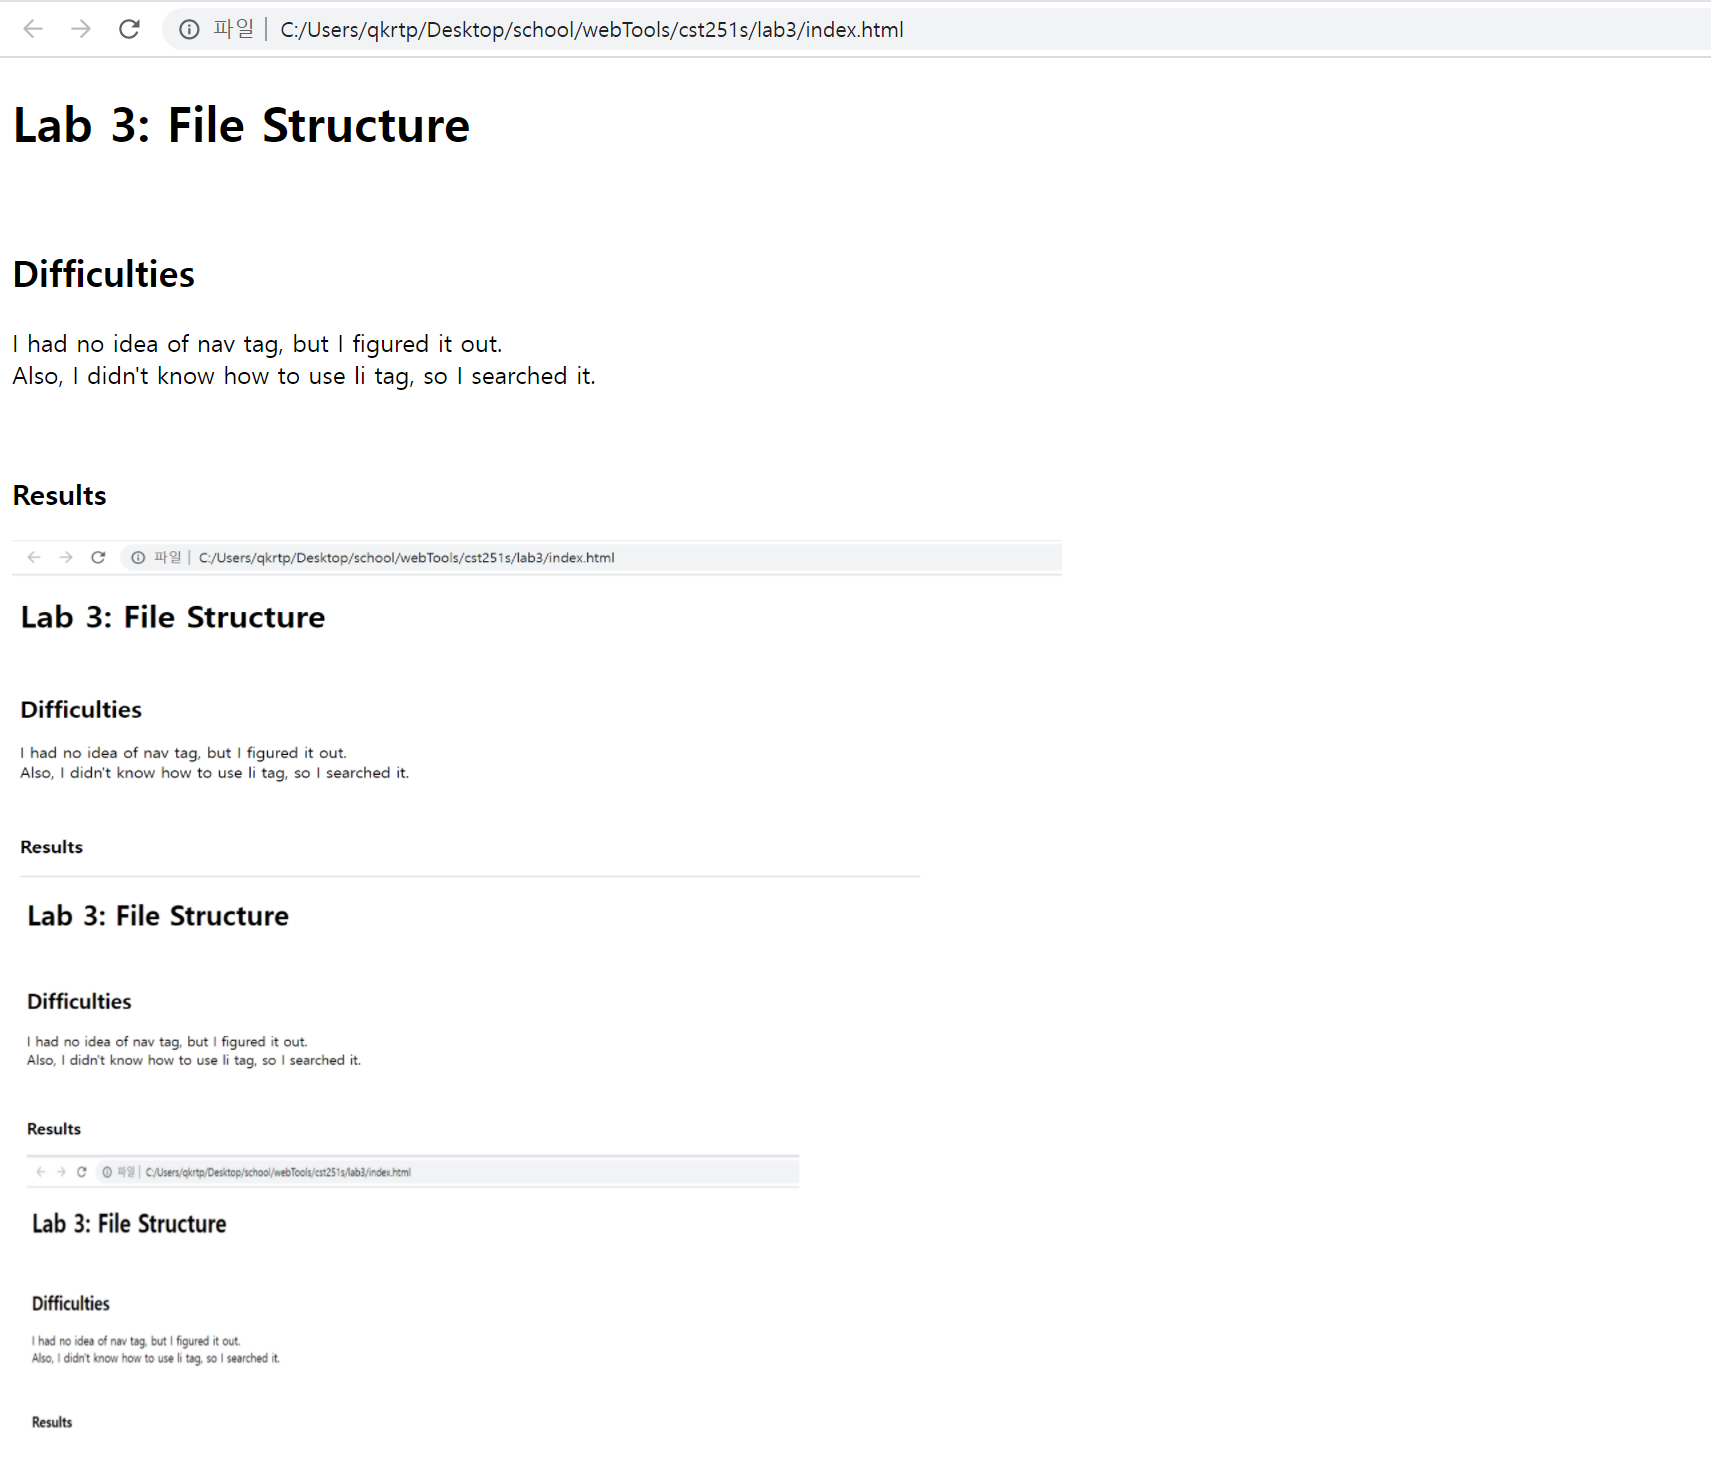 파일 | C:/Users/qkrtp/Desktop/school/webTools/cst251s/lab3/index.html
Lab 3: File Structure
Difficulties
I had no idea of nav tag, but I figured it out.
Also, I didn't know how to use li tag, so I searched it.
Results
파일 | C:/Users/qkrtp/Desktop/school/webTools/cst251s/lab3/index.html
Lab 3: File Structure
Difficulties
I had no idea of nav tag, but I figured it out.
Also, I didn't know how to use li tag, so I searched it.
Results
Lab 3: File Structure
Difficulties
I had no idea of nav tag, but I figured it out.
Also, I didn't know how to use li tag, so I searched it.
Results
파일 | C:/Users/qkrtp/Desktop/school/webTools/cst251s/lab3/index.html
Lab 3: File Structure
Difficulties
I had no idea of nav tag, but I figured it out.
Also, I didn't know how to use li tag, so I searched it.
Results